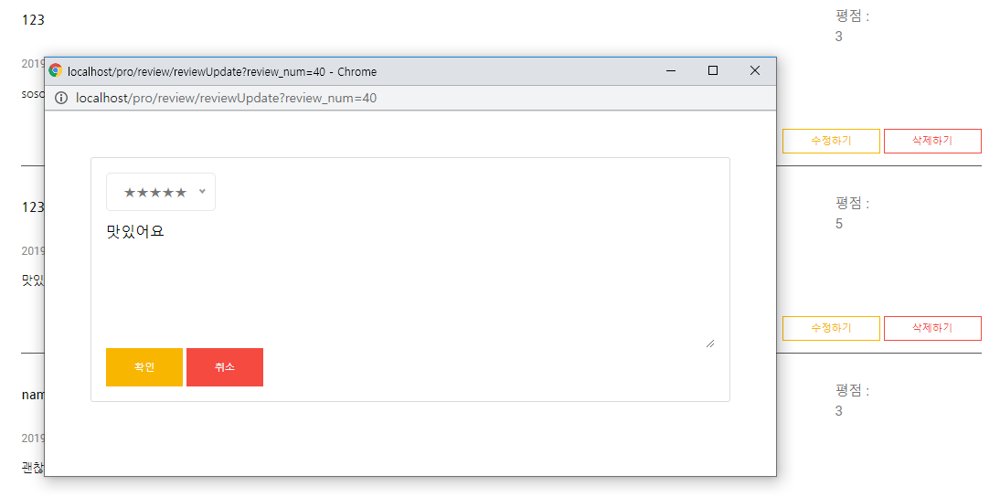 123
평점 :
3
2019
soso
localhost/pro/review/reviewUpdate?review_num=40 - Chrome
localhost/pro/review/reviewUpdate?review_num=40
수정하기 삭제하기
★★★★★
맛있어요
확인 취소
123
평점 :
5
2019
맛있
수정하기 삭제하기
nam
평점 :
3
2019
괜찮